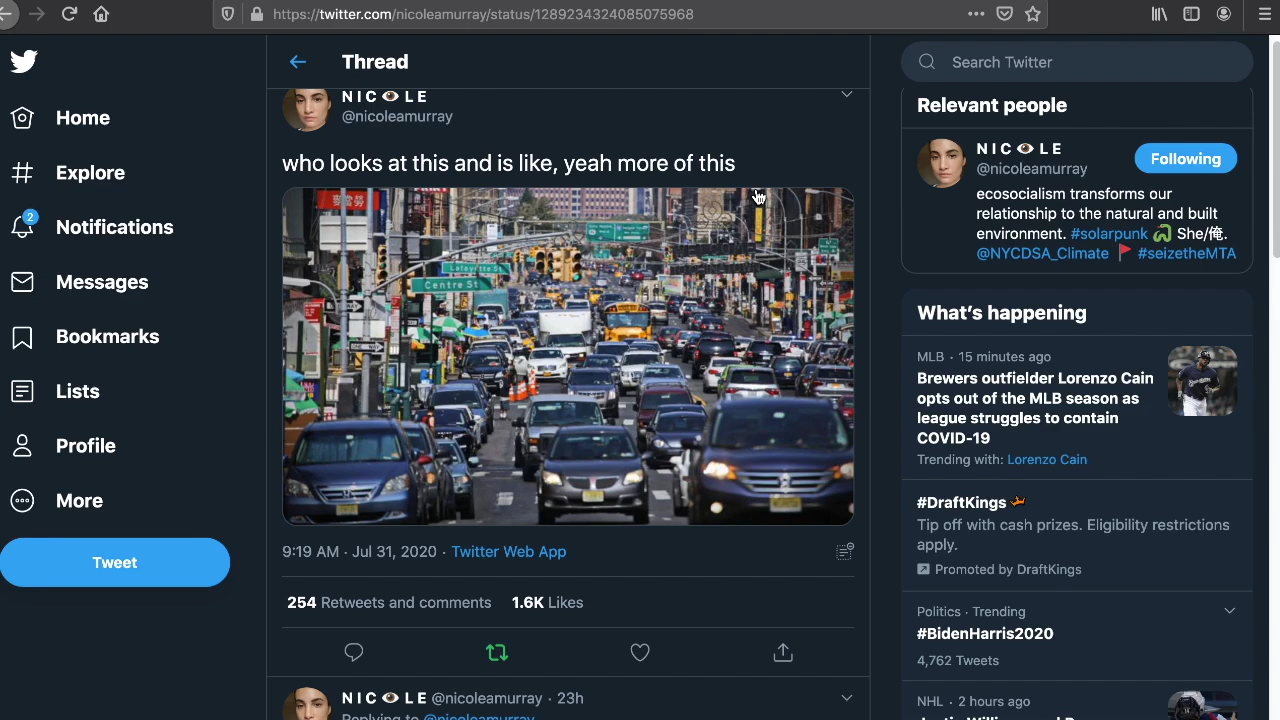 https://twitter.com/nicoleamurray/status/1289234324085075968
Home
Explore
2
Notifications
Messages
Bookmarks
Lists
Profile
More
Tweet
Thread
NIC👁LE
@nicoleamurray
who looks at this and is like, yeah more of this
Lafayette St
Centre St
9:19 AM · Jul 31, 2020 · Twitter Web App
254 Retweets and comments 1.6K Likes
NIC👁LE @nicoleamurray · 23h
Replying to @nicoleamurray
Search Twitter
Relevant people
NIC👁LE
@nicoleamurray
Following
ecosocialism transforms our
relationship to the natural and built
environment. #solarpunk She/俺.
@NYCDSA_Climate 🚩 #seizetheMTA
What's happening
MLB · 15 minutes ago
Brewers outfielder Lorenzo Cain
opts out of the MLB season as
league struggles to contain
COVID-19
Trending with: Lorenzo Cain
#DraftKings
Tip off with cash prizes. Eligibility restrictions
apply.
Promoted by DraftKings
Politics · Trending
#BidenHarris2020
4,762 Tweets
NHL · 2 hours ago